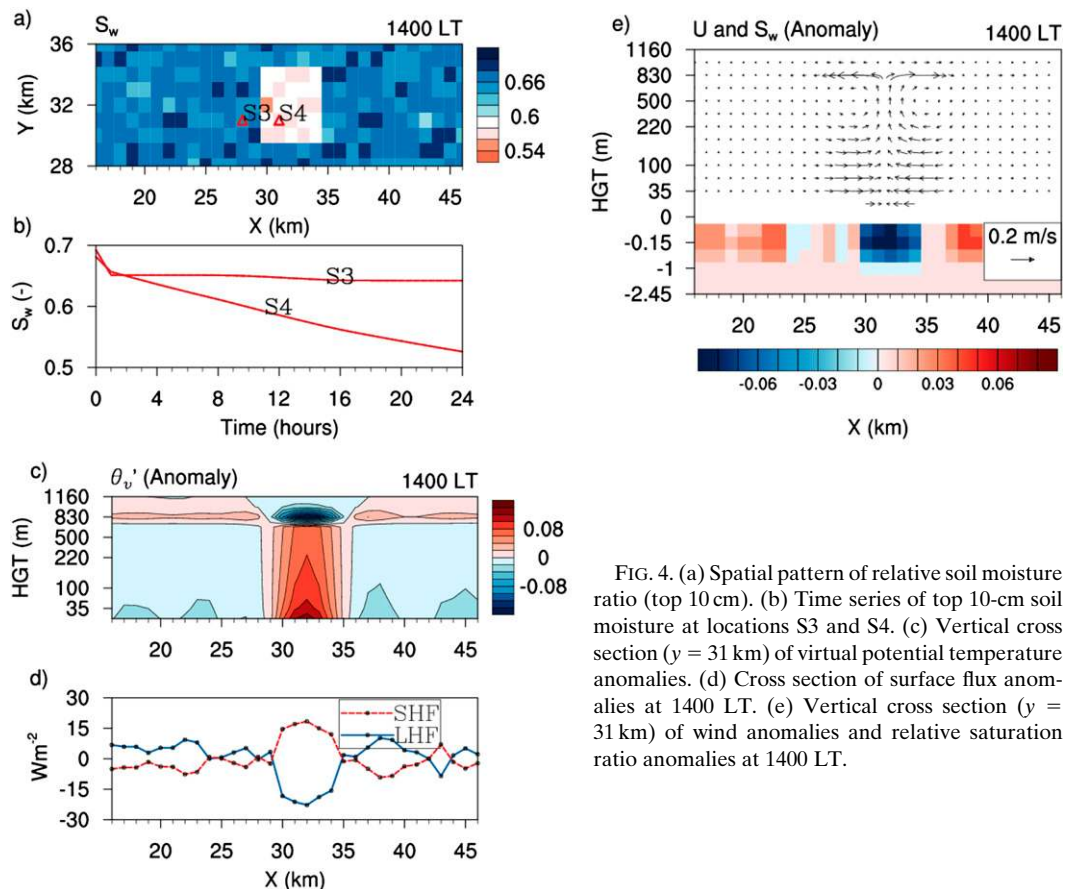 a) S_w 1400 LT
36
32
28
Y (km)
0.66
0.6
0.54
S3 S4
20 25 30 35 40 45
X (km)
b)
0.7
0.6
0.5
S_w (-)
S3
S4
0 4 8 12 16 20 24
Time (hours)
c) θ_v' (Anomaly) 1400 LT
1160
830
500
220
100
35
HGT (m)
0.08
0
-0.08
20 25 30 35 40 45
d)
30
15
0
-15
-30
Wm⁻²
SHF
LHF
20 25 30 35 40 45
X (km)
e) U and S_w (Anomaly) 1400 LT
1160
830
500
220
100
35
0
-0.15
-1
-2.45
HGT (m)
0.2 m/s
20 25 30 35 40 45
-0.06 -0.03 0 0.03 0.06
X (km)
FIG. 4. (a) Spatial pattern of relative soil moisture
ratio (top 10 cm). (b) Time series of top 10-cm soil
moisture at locations S3 and S4. (c) Vertical cross
section (y = 31 km) of virtual potential temperature
anomalies. (d) Cross section of surface flux anom-
alies at 1400 LT. (e) Vertical cross section (y =
31 km) of wind anomalies and relative saturation
ratio anomalies at 1400 LT.